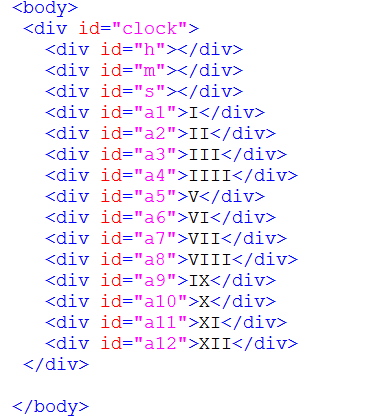 <body>
<div id="clock">
<div id="h"></div>
<div id="m"></div>
<div id="s"></div>
<div id="a1">I</div>
<div id="a2">II</div>
<div id="a3">III</div>
<div id="a4">IIII</div>
<div id="a5">V</div>
<div id="a6">VI</div>
<div id="a7">VII</div>
<div id="a8">VIII</div>
<div id="a9">IX</div>
<div id="a10">X</div>
<div id="a11">XI</div>
<div id="a12">XII</div>
</div>
</body>